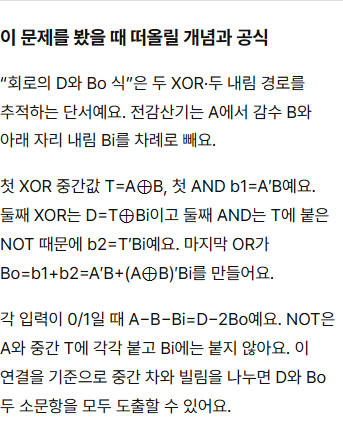 이 문제를 봤을 때 떠올릴 개념과 공식
“회로의 D와 Bo 식”은 두 XOR·두 내림 경로를
추적하는 단서예요. 전감산기는 A에서 감수 B와
아래 자리 내림 Bi를 차례로 빼요.
첫 XOR 중간값 T=A⊕B, 첫 AND b1=A′B예요.
둘째 XOR는 D=T⊕Bi이고 둘째 AND는 T에 붙은
NOT 때문에 b2=T′Bi예요. 마지막 OR가
Bo=b1+b2=A′B+(A⊕B)′Bi를 만들어요.
각 입력이 0/1일 때 A−B−Bi=D−2Bo예요. NOT은
A와 중간 T에 각각 붙고 Bi에는 붙지 않아요. 이
연결을 기준으로 중간 차와 빌림을 나누면 D와 Bo
두 소문항을 모두 도출할 수 있어요.